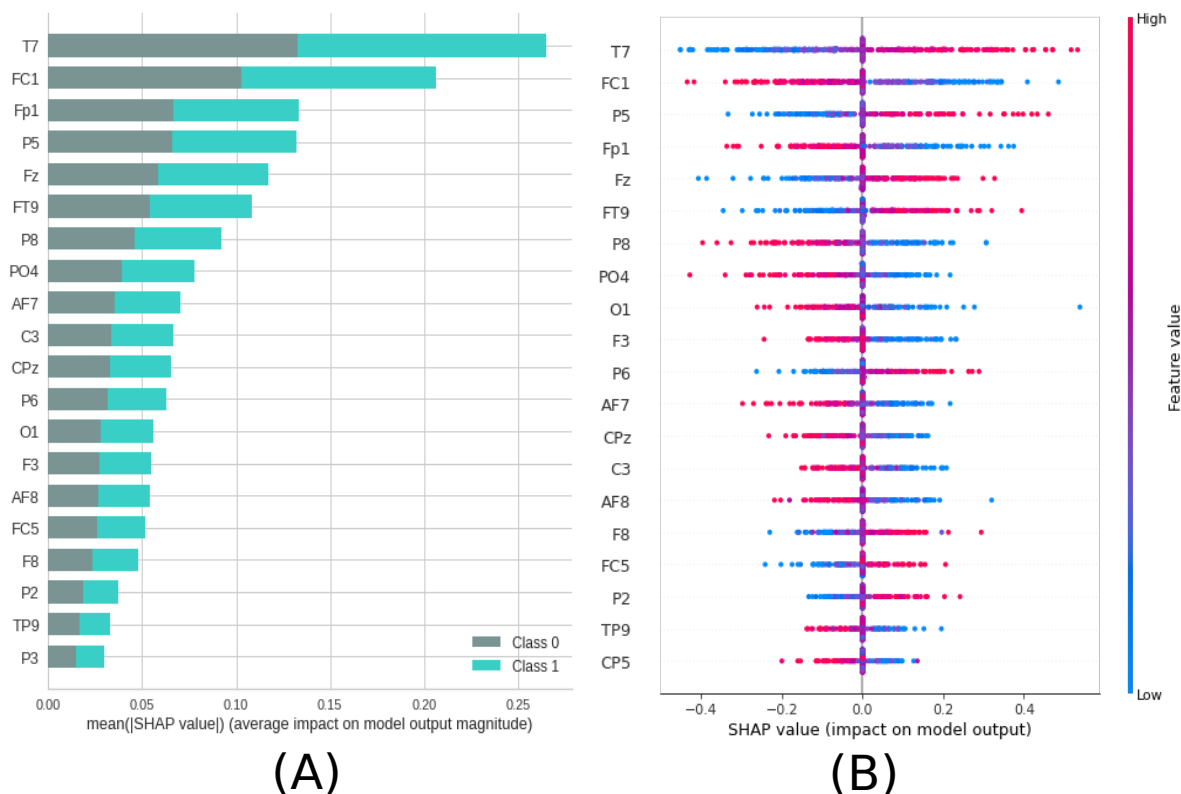 T7
FC1
Fp1
P5
Fz
FT9
P8
PO4
AF7
C3
CPz
P6
O1
F3
AF8
FC5
F8
P2
TP9
P3
Class 0
Class 1
0.00 0.05 0.10 0.15 0.20 0.25
mean(|SHAP value|) (average impact on model output magnitude)
(A)
T7
FC1
P5
Fp1
Fz
FT9
P8
PO4
O1
F3
P6
AF7
CPz
C3
AF8
F8
FC5
P2
TP9
CP5
−0.4 −0.2 0.0 0.2 0.4
SHAP value (impact on model output)
High
Feature value
Low
(B)